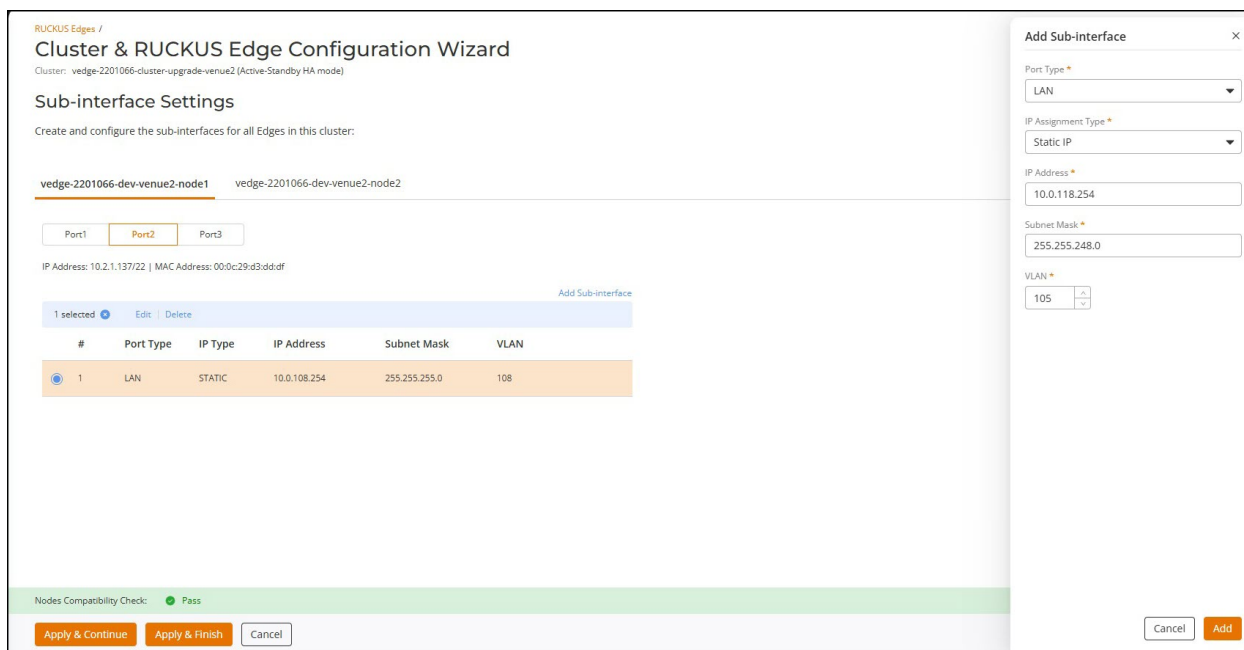 RUCKUS Edges /
Cluster & RUCKUS Edge Configuration Wizard
Cluster: vedge-2201066-cluster-upgrade-venue2 (Active-Standby HA mode)
Sub-interface Settings
Create and configure the sub-interfaces for all Edges in this cluster:
vedge-2201066-dev-venue2-node1 vedge-2201066-dev-venue2-node2
Port1 Port2 Port3
IP Address: 10.2.1.137/22 | MAC Address: 00:0c:29:d3:dd:df
Add Sub-interface
1 selected Edit | Delete
# Port Type IP Type IP Address Subnet Mask VLAN
1 LAN STATIC 10.0.108.254 255.255.255.0 108
Nodes Compatibility Check: Pass
Apply & Continue Apply & Finish Cancel
Add Sub-interface
Port Type *
LAN
IP Assignment Type *
Static IP
IP Address *
10.0.118.254
Subnet Mask *
255.255.248.0
VLAN *
105
Cancel Add